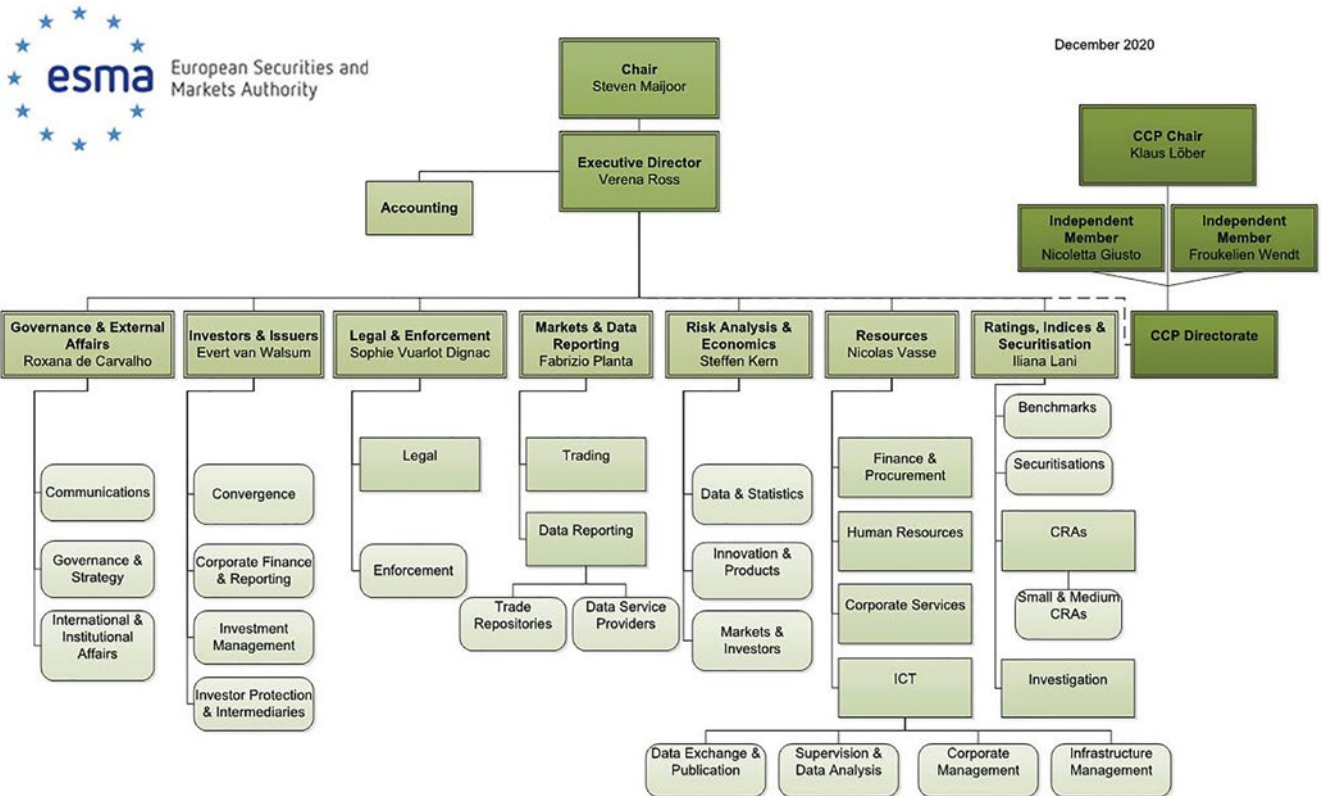 esma
European Securities and
Markets Authority
December 2020
Chair
Steven Maijoor
Executive Director
Verena Ross
Accounting
CCP Chair
Klaus Löber
Independent
Member
Nicoletta Giusto
Independent
Member
Froukelien Wendt
Governance & External
Affairs
Roxana de Carvalho
Investors & Issuers
Evert van Walsum
Legal & Enforcement
Sophie Vuarlot Dignac
Markets & Data
Reporting
Fabrizio Planta
Risk Analysis &
Economics
Steffen Kern
Resources
Nicolas Vasse
Ratings, Indices &
Securitisation
Iliana Lani
CCP Directorate
Communications
Governance &
Strategy
International &
Institutional
Affairs
Convergence
Corporate Finance
& Reporting
Investment
Management
Investor Protection
& Intermediaries
Legal
Enforcement
Trading
Data Reporting
Trade
Repositories
Data Service
Providers
Data & Statistics
Innovation &
Products
Markets &
Investors
Finance &
Procurement
Human Resources
Corporate Services
ICT
Data Exchange &
Publication
Supervision &
Data Analysis
Corporate
Management
Infrastructure
Management
Benchmarks
Securitisations
CRAs
Small & Medium
CRAs
Investigation